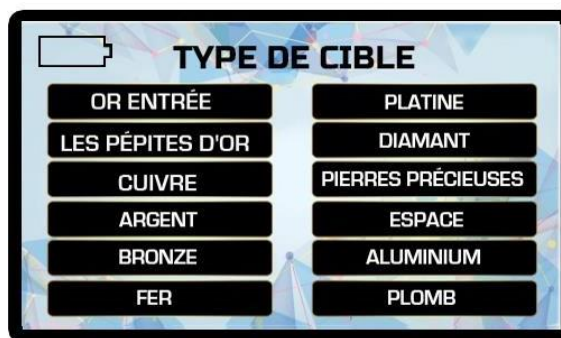 TYPE DE CIBLE
OR ENTRÉE
PLATINE
LES PÉPITES D'OR
DIAMANT
CUIVRE
PIERRES PRÉCIEUSES
ARGENT
ESPACE
BRONZE
ALUMINIUM
FER
PLOMB